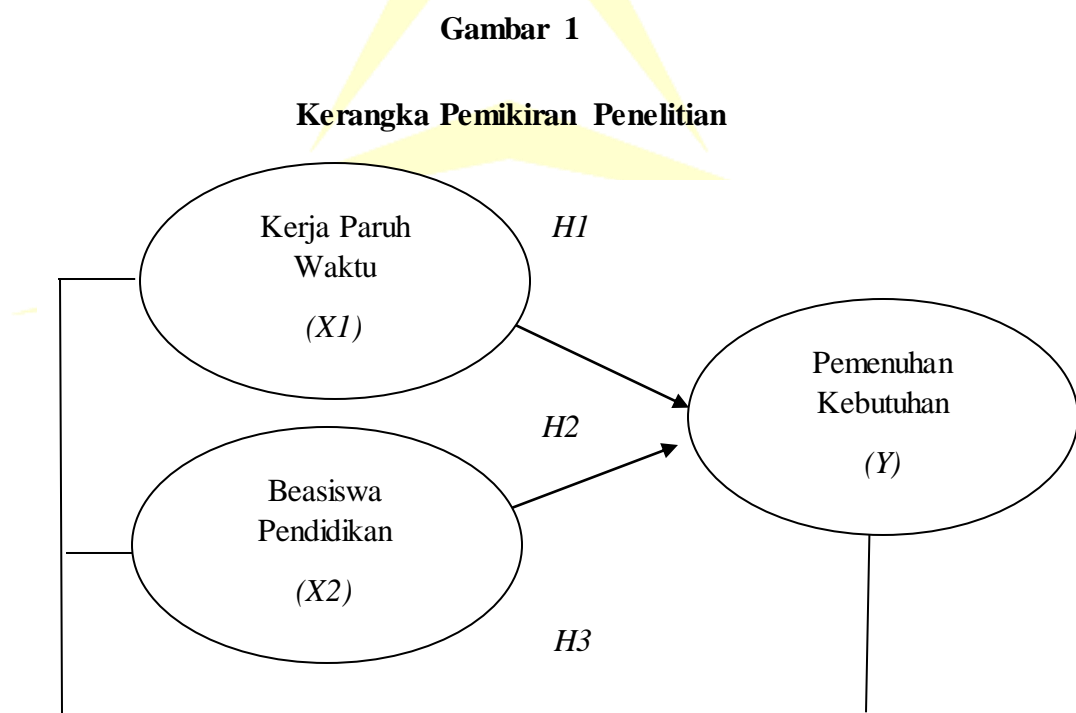 Gambar 1
Kerangka Pemikiran Penelitian
Kerja Paruh
Waktu
(X1)
H1
Pemenuhan
Kebutuhan
(Y)
H2
Beasiswa
Pendidikan
(X2)
H3